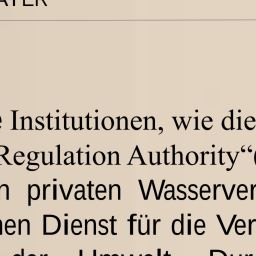 ATER
e Institutionen, wie die
Regulation Authority“(
n privaten Wasserver
nen Dienst für die Ver
der Umwelt Dur